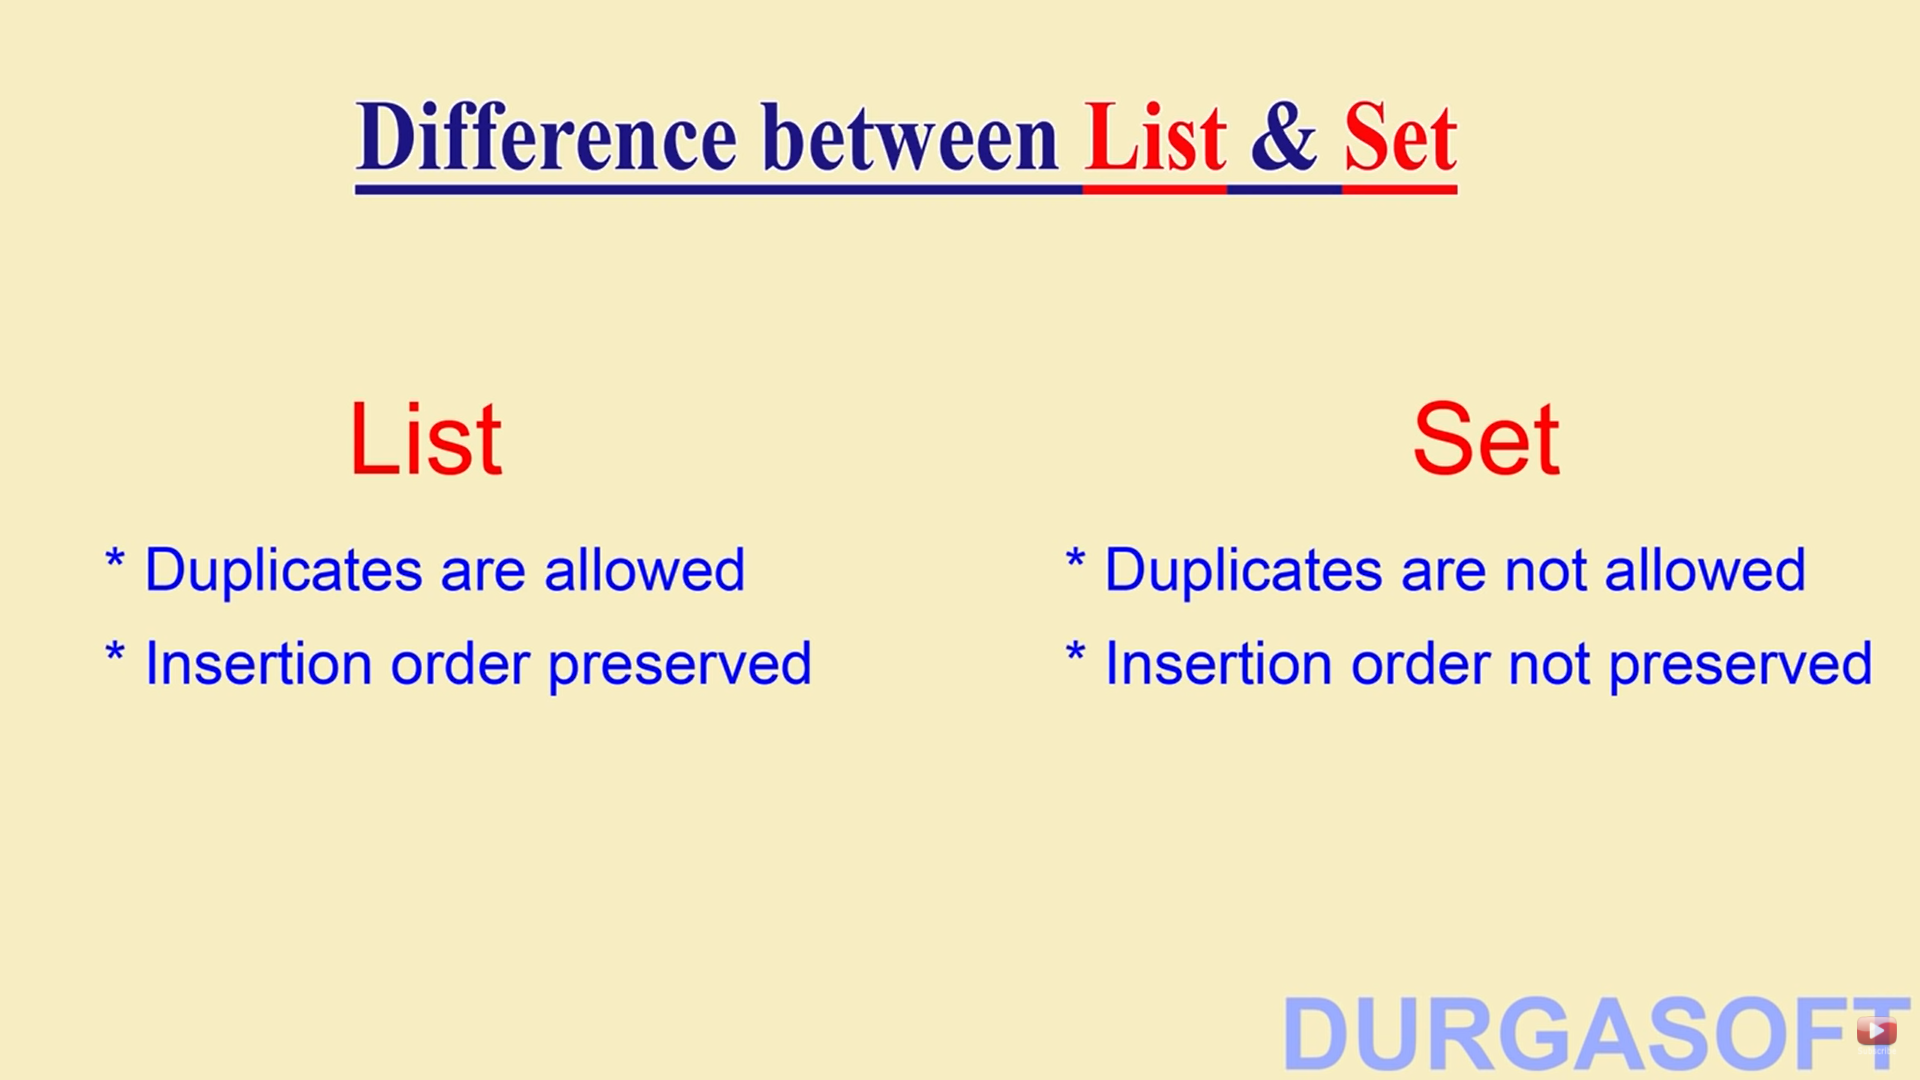 Difference between List & Set
List
* Duplicates are allowed
* Insertion order preserved
Set
* Duplicates are not allowed
* Insertion order not preserved
DURGASOFT